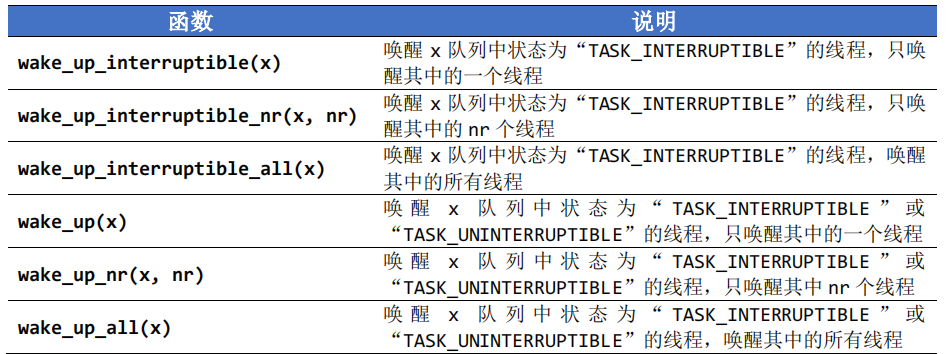 函数 说明
wake_up_interruptible(x) 唤醒 x 队列中状态为“TASK_INTERRUPTIBLE”的线程，只唤
醒其中的一个线程
wake_up_interruptible_nr(x, nr) 唤醒 x 队列中状态为“TASK_INTERRUPTIBLE”的线程，只唤
醒其中的 nr 个线程
wake_up_interruptible_all(x) 唤醒 x 队列中状态为“TASK_INTERRUPTIBLE”的线程，唤醒
其中的所有线程
wake_up(x) 唤醒 x 队列中状态为“TASK_INTERRUPTIBLE”或
“TASK_UNINTERRUPTIBLE”的线程，只唤醒其中的一个线程
wake_up_nr(x, nr) 唤醒 x 队列中状态为“TASK_INTERRUPTIBLE”或
“TASK_UNINTERRUPTIBLE”的线程，只唤醒其中 nr 个线程
wake_up_all(x) 唤醒 x 队列中状态为“TASK_INTERRUPTIBLE”或
“TASK_UNINTERRUPTIBLE”的线程，唤醒其中的所有线程